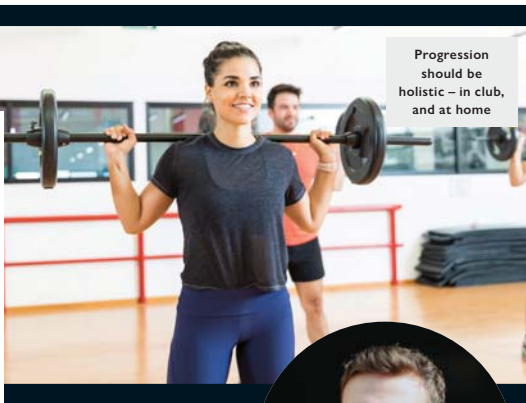 Progression
should be
holistic – in club,
and at home